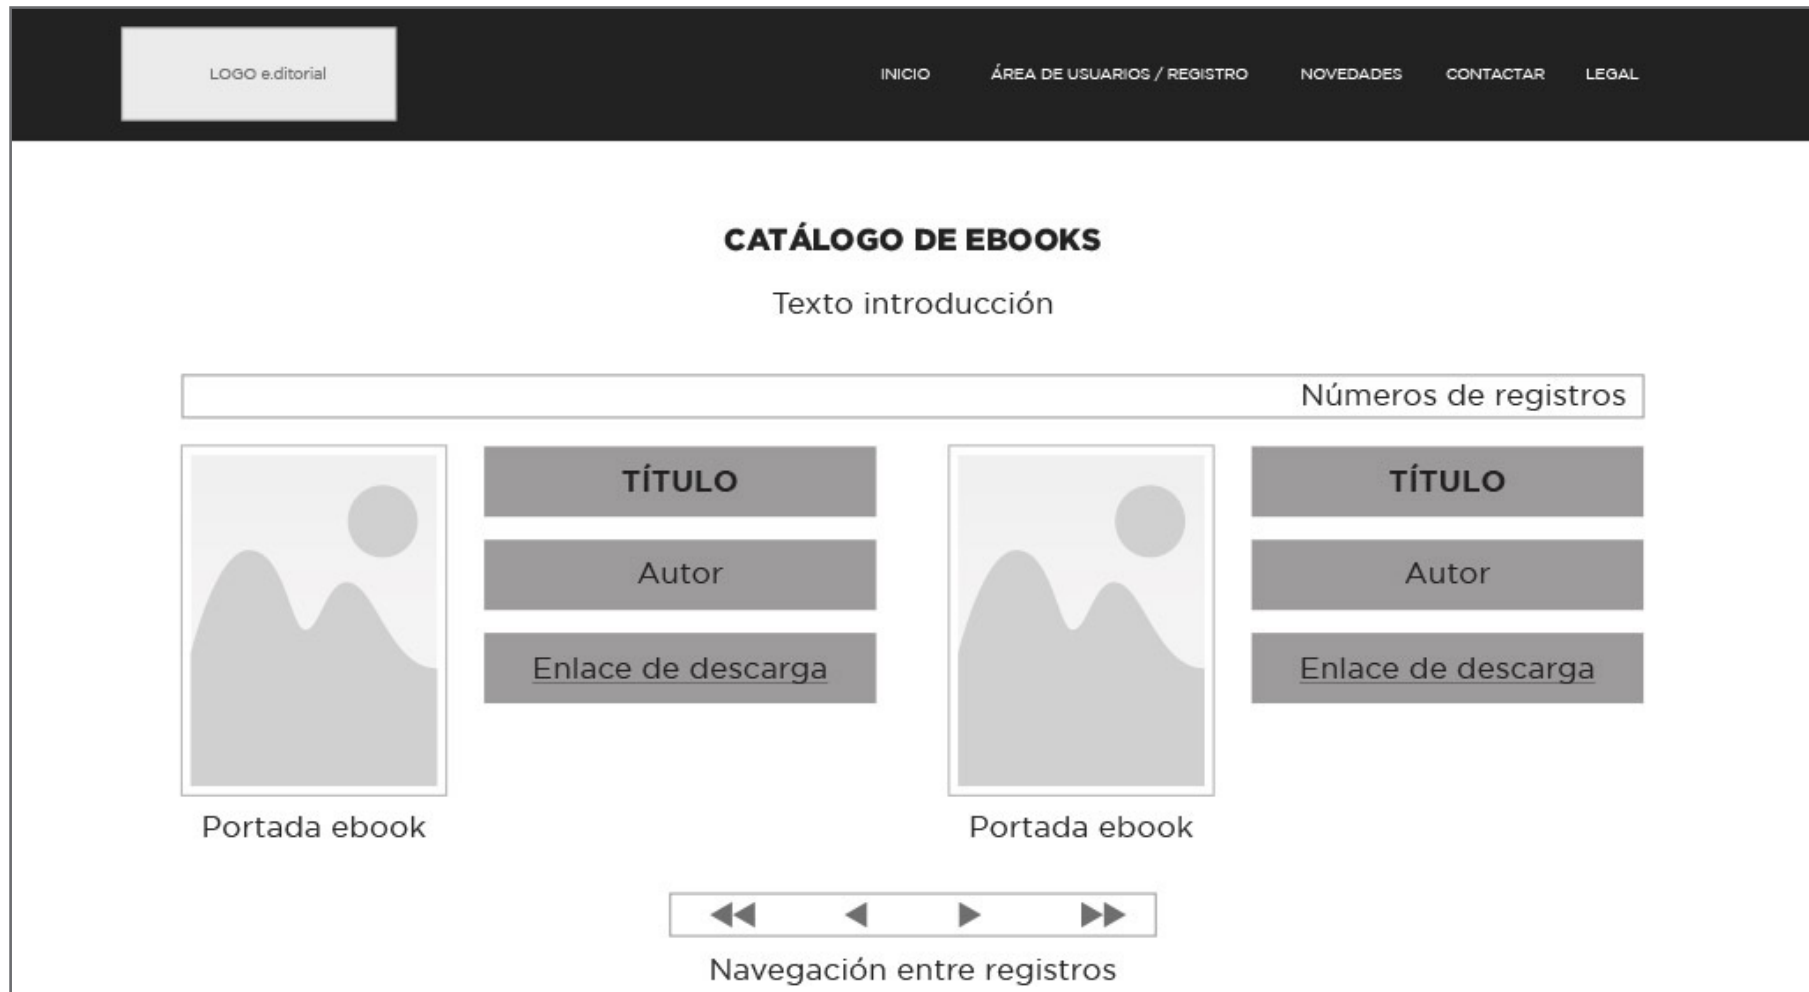 LOGO e.ditorial
INICIO ÁREA DE USUARIOS / REGISTRO NOVEDADES CONTACTAR LEGAL
CATÁLOGO DE EBOOKS
Texto introducción
Números de registros
TÍTULO
Autor
Enlace de descarga
Portada ebook
TÍTULO
Autor
Enlace de descarga
Portada ebook
Navegación entre registros